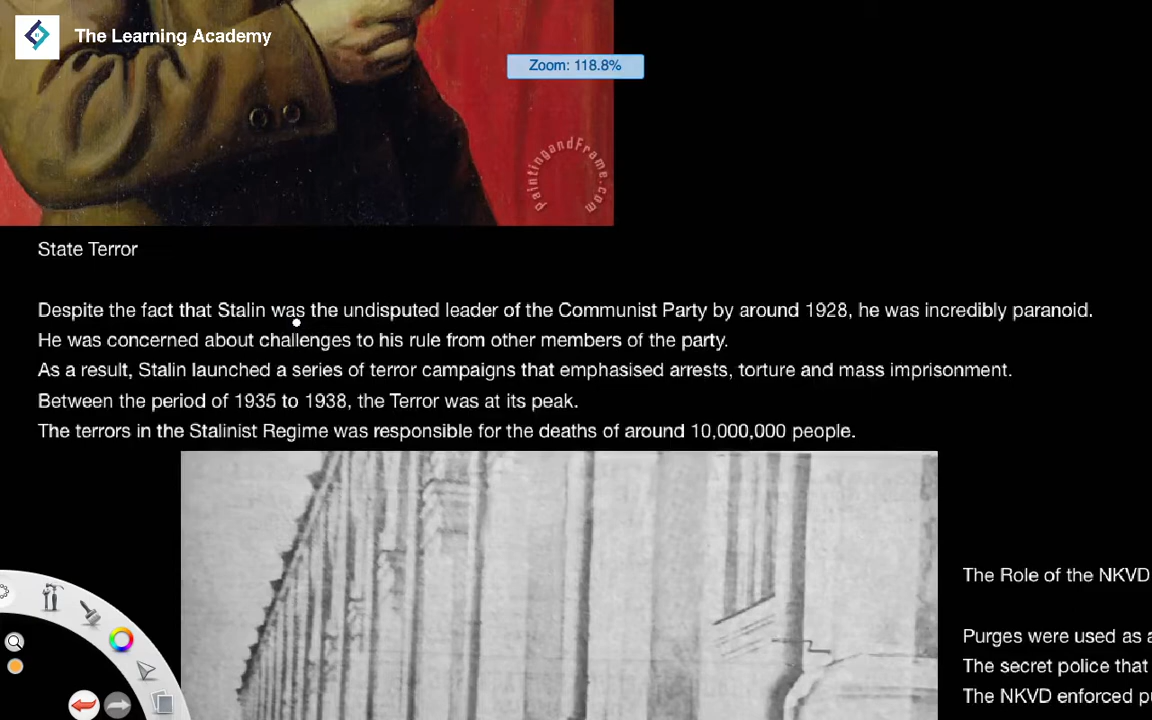 The Learning Academy
Zoom: 118.8%
paintingandFrame.com
State Terror
Despite the fact that Stalin was the undisputed leader of the Communist Party by around 1928, he was incredibly paranoid.
He was concerned about challenges to his rule from other members of the party.
As a result, Stalin launched a series of terror campaigns that emphasised arrests, torture and mass imprisonment.
Between the period of 1935 to 1938, the Terror was at its peak.
The terrors in the Stalinist Regime was responsible for the deaths of around 10,000,000 people.
The Role of the NKVD
Purges were used as a
The secret police that
The NKVD enforced